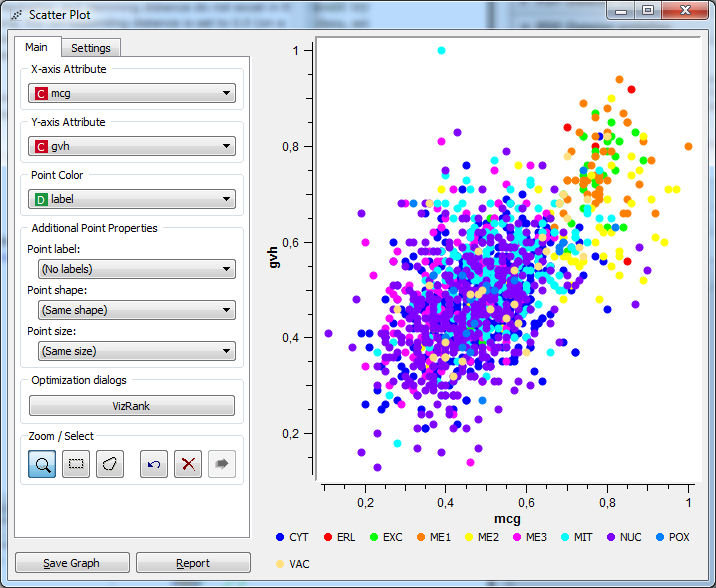 Scatter Plot
Main
Settings
X-axis Attribute
C mcg
Y-axis Attribute
C gvh
Point Color
D label
Additional Point Properties
Point label:
(No labels)
Point shape:
(Same shape)
Point size:
(Same size)
Optimization dialogs
VizRank
Zoom / Select
Save Graph
Report
1
0,8
0,6
0,4
0,2
gvh
0,2 0,4 0,6 0,8 1
mcg
CYT ERL EXC ME1 ME2 ME3 MIT NUC POX
VAC